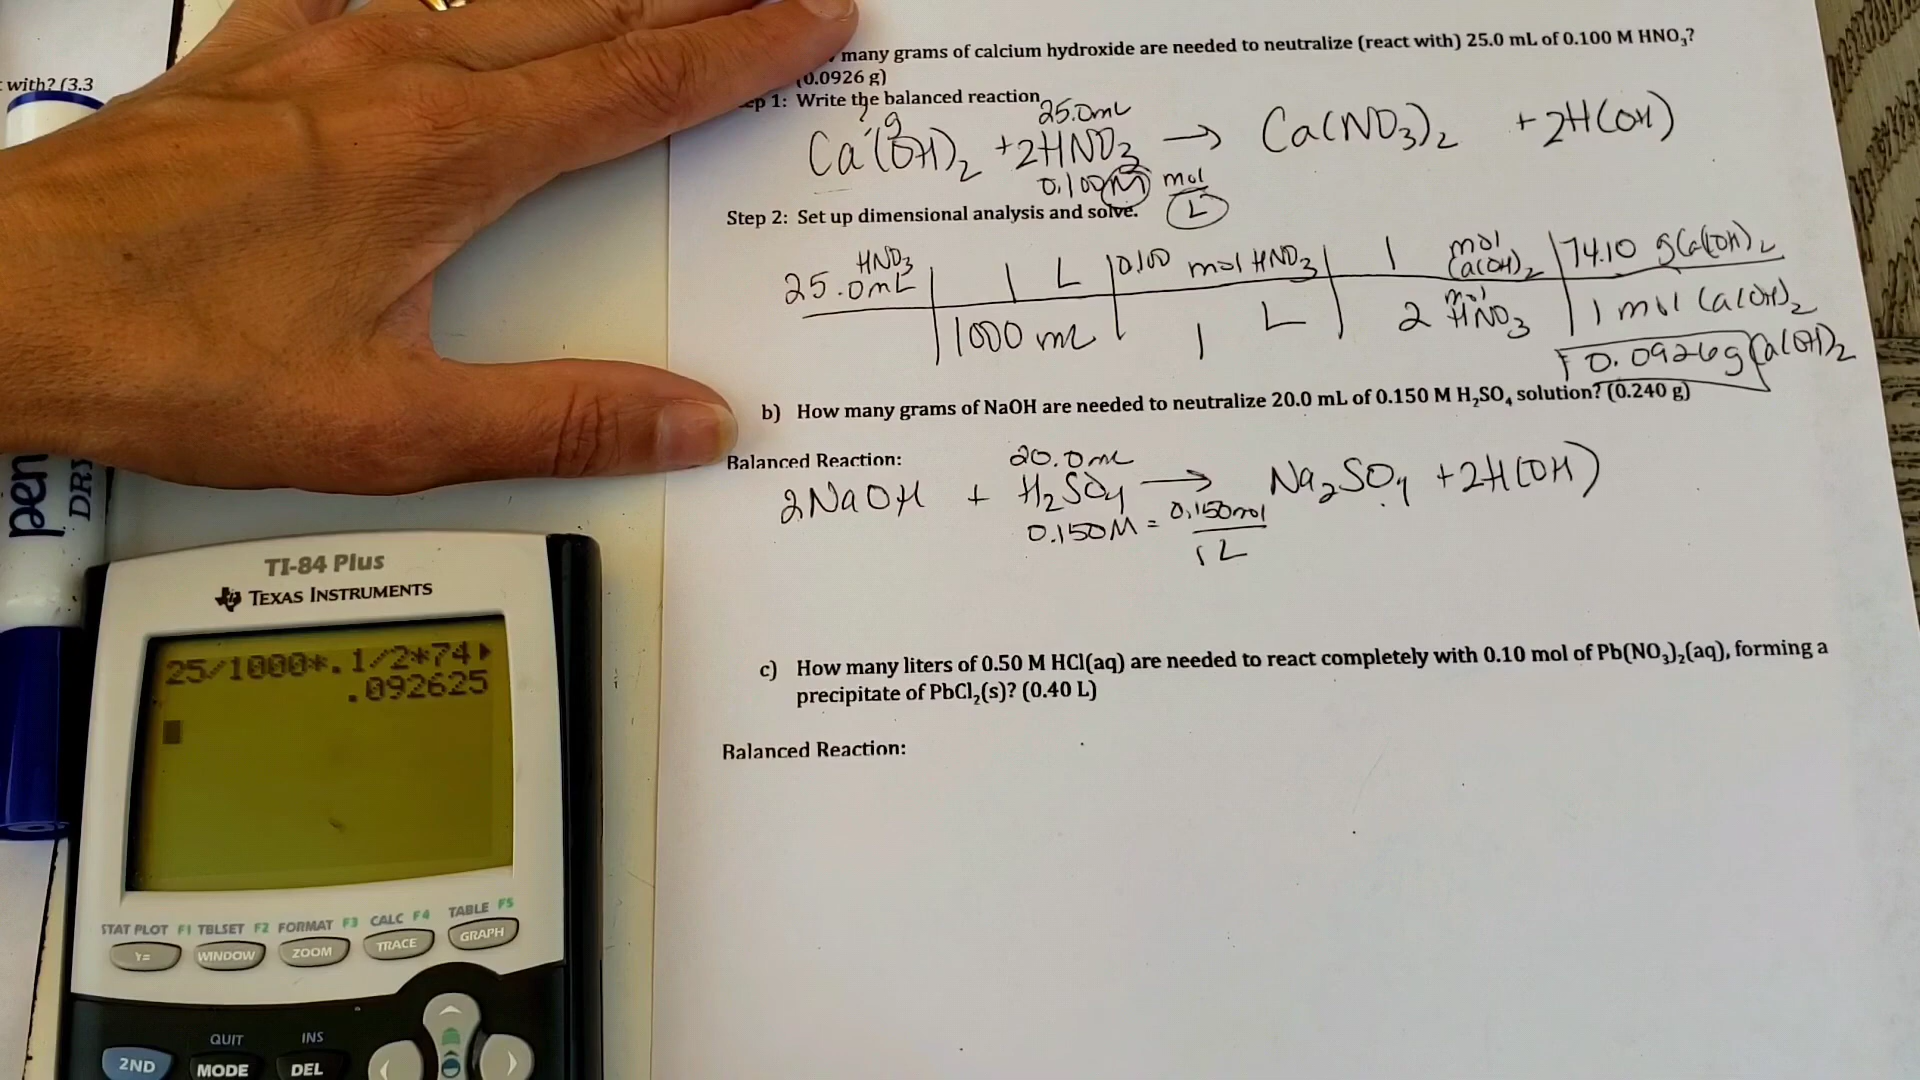 with? (3.3
many grams of calcium hydroxide are needed to neutralize (react with) 25.0 mL of 0.100 M HNO₃?
(0.0926 g)
ep 1: Write the balanced reaction
? g 25.0mL
Ca(OH)₂ + 2HNO₃ → Ca(NO₃)₂ + 2H(OH)
0.100M mol
L
Step 2: Set up dimensional analysis and solve.
25.0mL HNO₃ | 1 L | 0.100 mol HNO₃ | 1 mol Ca(OH)₂ | 74.10 g Ca(OH)₂
1000 mL | 1 L | 2 mol HNO₃ | 1 mol Ca(OH)₂
0.0926g Ca(OH)₂
b) How many grams of NaOH are needed to neutralize 20.0 mL of 0.150 M H₂SO₄ solution? (0.240 g)
Balanced Reaction:
20.0mL
2NaOH + H₂SO₄ → Na₂SO₄ + 2H(OH)
0.150M = 0.150mol
1L
c) How many liters of 0.50 M HCl(aq) are needed to react completely with 0.10 mol of Pb(NO₃)₂(aq), forming a
precipitate of PbCl₂(s)? (0.40 L)
Balanced Reaction:
pen
DR
TI-84 Plus
TEXAS INSTRUMENTS
25/1000*.1/2*74
.092625
STAT PLOT F1 TBLSET F2 FORMAT F3 CALC F4 TABLE F5
Y= WINDOW ZOOM TRACE GRAPH
QUIT INS
2ND MODE DEL